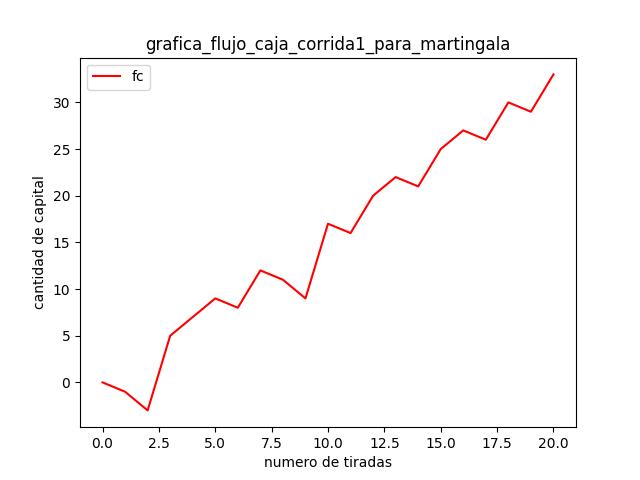 grafica_flujo_caja_corrida1_para_martingala
fc
30
25
20
15
10
5
0
cantidad de capital
0.0 2.5 5.0 7.5 10.0 12.5 15.0 17.5 20.0
numero de tiradas